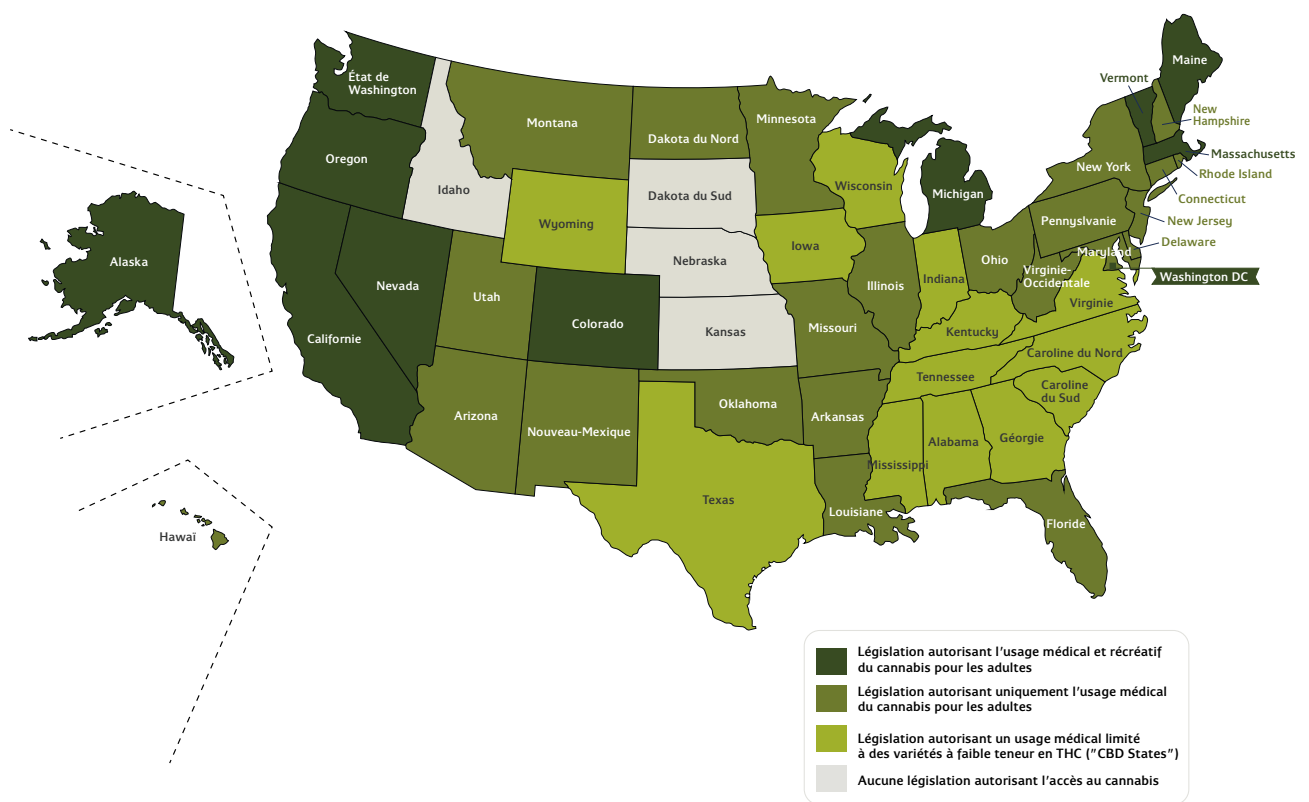 Maine
Vermont
État de
Washington
New
Hampshire
Montana
Minnesota
Dakota du Nord
Oregon
Massachusetts
New York
Rhode Island
Idaho
Dakota du Sud
Wisconsin
Michigan
Connecticut
Pennyslvanie
New Jersey
Wyoming
Iowa
Delaware
Maryland
Ohio
Nebraska
Alaska
Virginie-
Occidentale
Washington DC
Nevada
Utah
Illinois
Indiana
Virginie
Colorado
Missouri
Kansas
Kentucky
Californie
Caroline du Nord
Tennessee
Caroline
du Sud
Oklahoma
Arizona
Arkansas
Nouveau-Mexique
Alabama
Géorgie
Mississippi
Texas
Louisiane
Floride
Hawaï
Législation autorisant l'usage médical et récréatif
du cannabis pour les adultes
Législation autorisant uniquement l'usage médical
du cannabis pour les adultes
Législation autorisant un usage médical limité
à des variétés à faible teneur en THC ("CBD States")
Aucune législation autorisant l'accès au cannabis